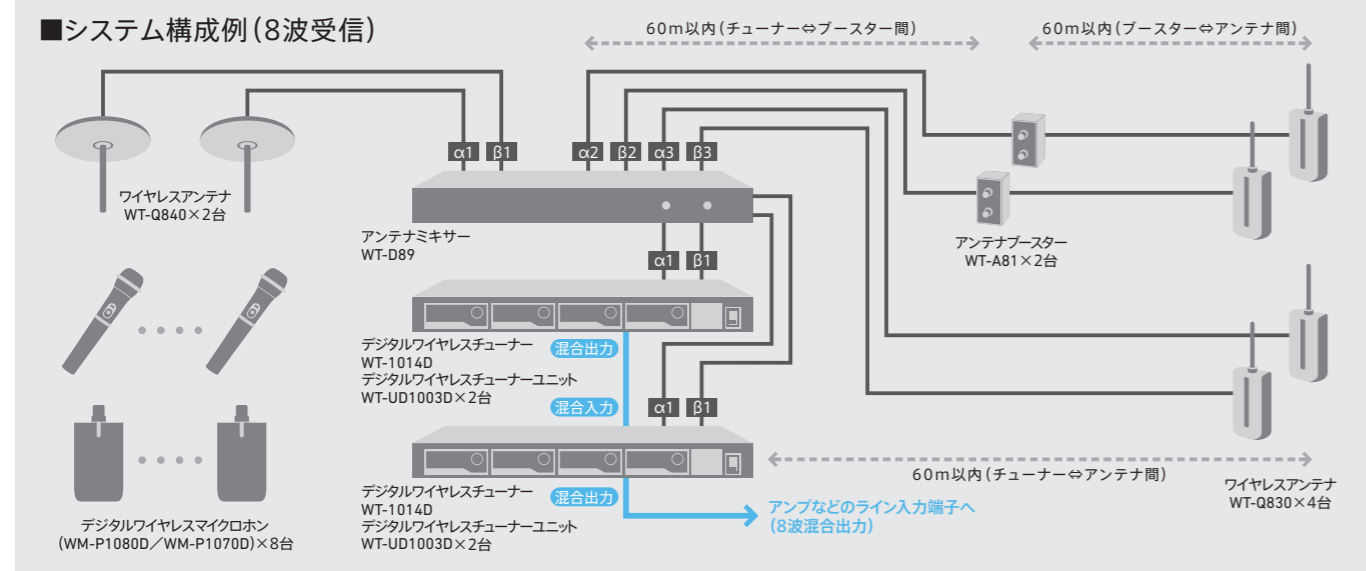 ■システム構成例(8波受信)
60m以内(チューナー⇔ブースター間)
60m以内(ブースター⇔アンテナ間)
α1 β1 α2 β2 α3 β3
ワイヤレスアンテナ
WT-Q840×2台
アンテナミキサー
WT-D89
アンテナブースター
WT-A81×2台
α1 β1
デジタルワイヤレスチューナー
WT-1014D
デジタルワイヤレスチューナーユニット
WT-UD1003D×2台
混合出力
混合入力
α1 β1
60m以内(チューナー⇔アンテナ間)
ワイヤレスアンテナ
WT-Q830×4台
デジタルワイヤレスチューナー
WT-1014D
デジタルワイヤレスチューナーユニット
WT-UD1003D×2台
混合出力
アンプなどのライン入力端子へ
(8波混合出力)
デジタルワイヤレスマイクロホン
(WM-P1080D/WM-P1070D)×8台